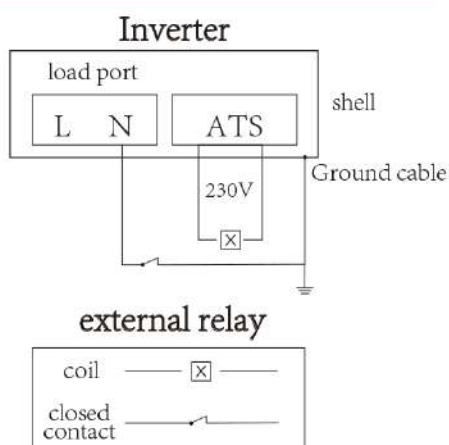 Inverter
load port
shell
L N ATS
Ground cable
230V
X
external relay
coil X
closed
contact